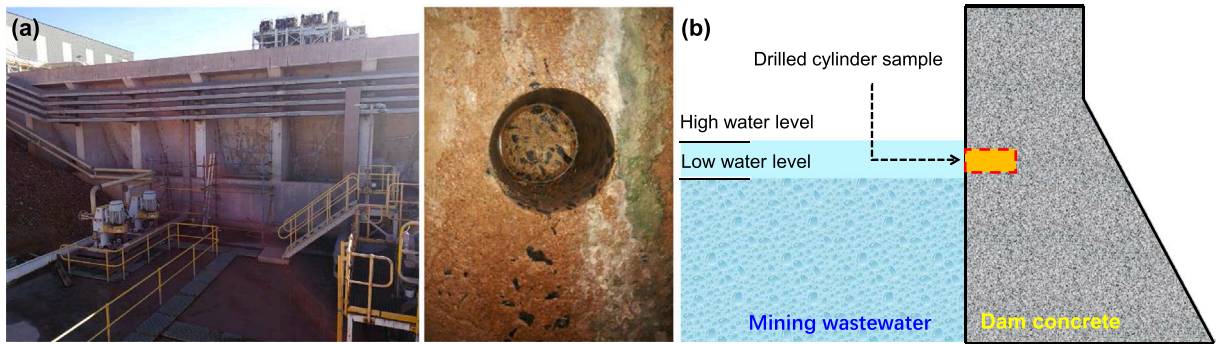 (a)
(b)
Drilled cylinder sample
High water level
Low water level
Mining wastewater
Dam concrete